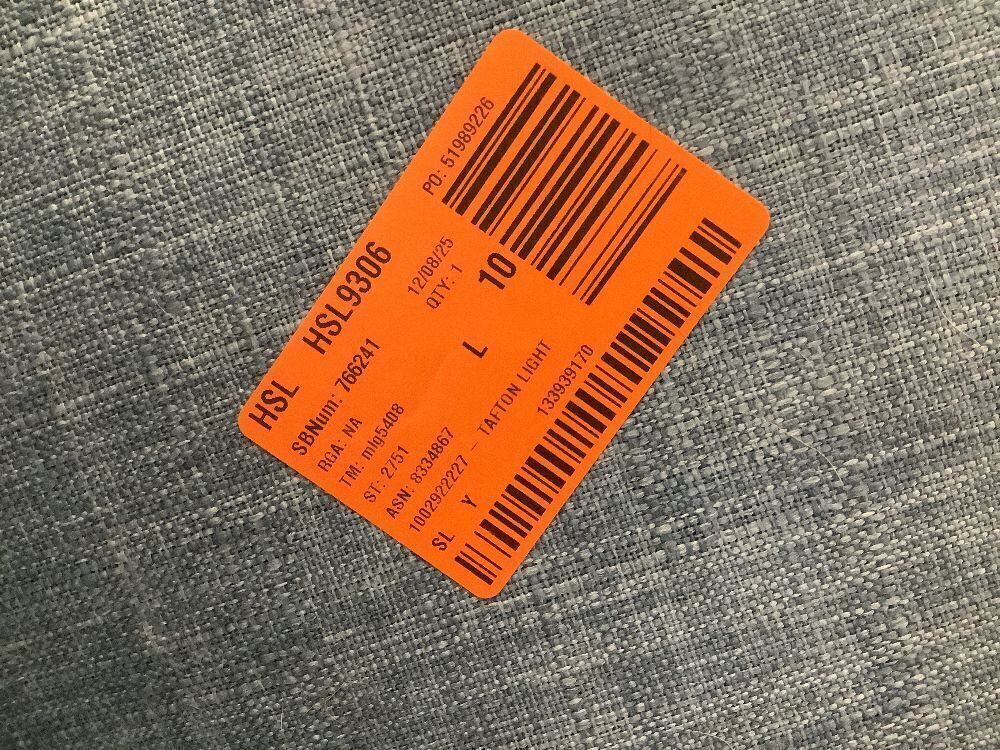 HSL HSL9306
SBNum: 766241
RGA: NA 12/08/25 PO: 51989226
TM: mlg5408 QTY: 1
ST: 2/51
ASN: 8334867 L 10
1002922227 – TAFTON LIGHT
SL Y 133939170